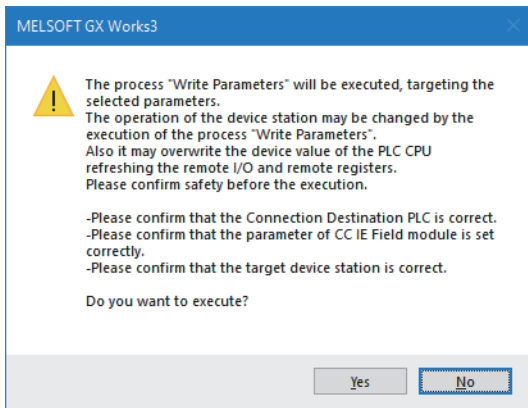 MELSOFT GX Works3
The process "Write Parameters" will be executed, targeting the
selected parameters.
The operation of the device station may be changed by the
execution of the process "Write Parameters".
Also it may overwrite the device value of the PLC CPU
refreshing the remote I/O and remote registers.
Please confirm safety before the execution.
-Please confirm that the Connection Destination PLC is correct.
-Please confirm that the parameter of CC IE Field module is set
correctly.
-Please confirm that the target device station is correct.
Do you want to execute?
Yes
No